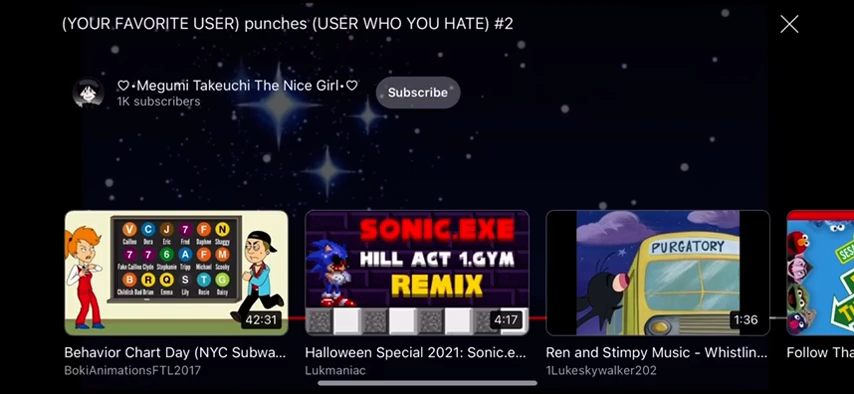 (YOUR FAVORITE USER) punches (USER WHO YOU HATE) #2
♡•Megumi Takeuchi The Nice Girl•♡
1K subscribers
Subscribe
V C J 7 F N
Caillou Dora Eric Fred Daphne Shaggy
7 7 6 A F M
Fake Caillou Clyde Stephanie Tripp Michael Scooby
B R Q S T G
Childish Dad Brian Emma Lily Rosie Daisy
42:31
SONIC.EXE
HILL ACT 1.GYM
REMIX
4:17
PURGATORY
1:36
Behavior Chart Day (NYC Subwa...
BokiAnimationsFTL2017
Halloween Special 2021: Sonic.e...
Lukmaniac
Ren and Stimpy Music - Whistlin...
1Lukeskywalker202
Follow Tha